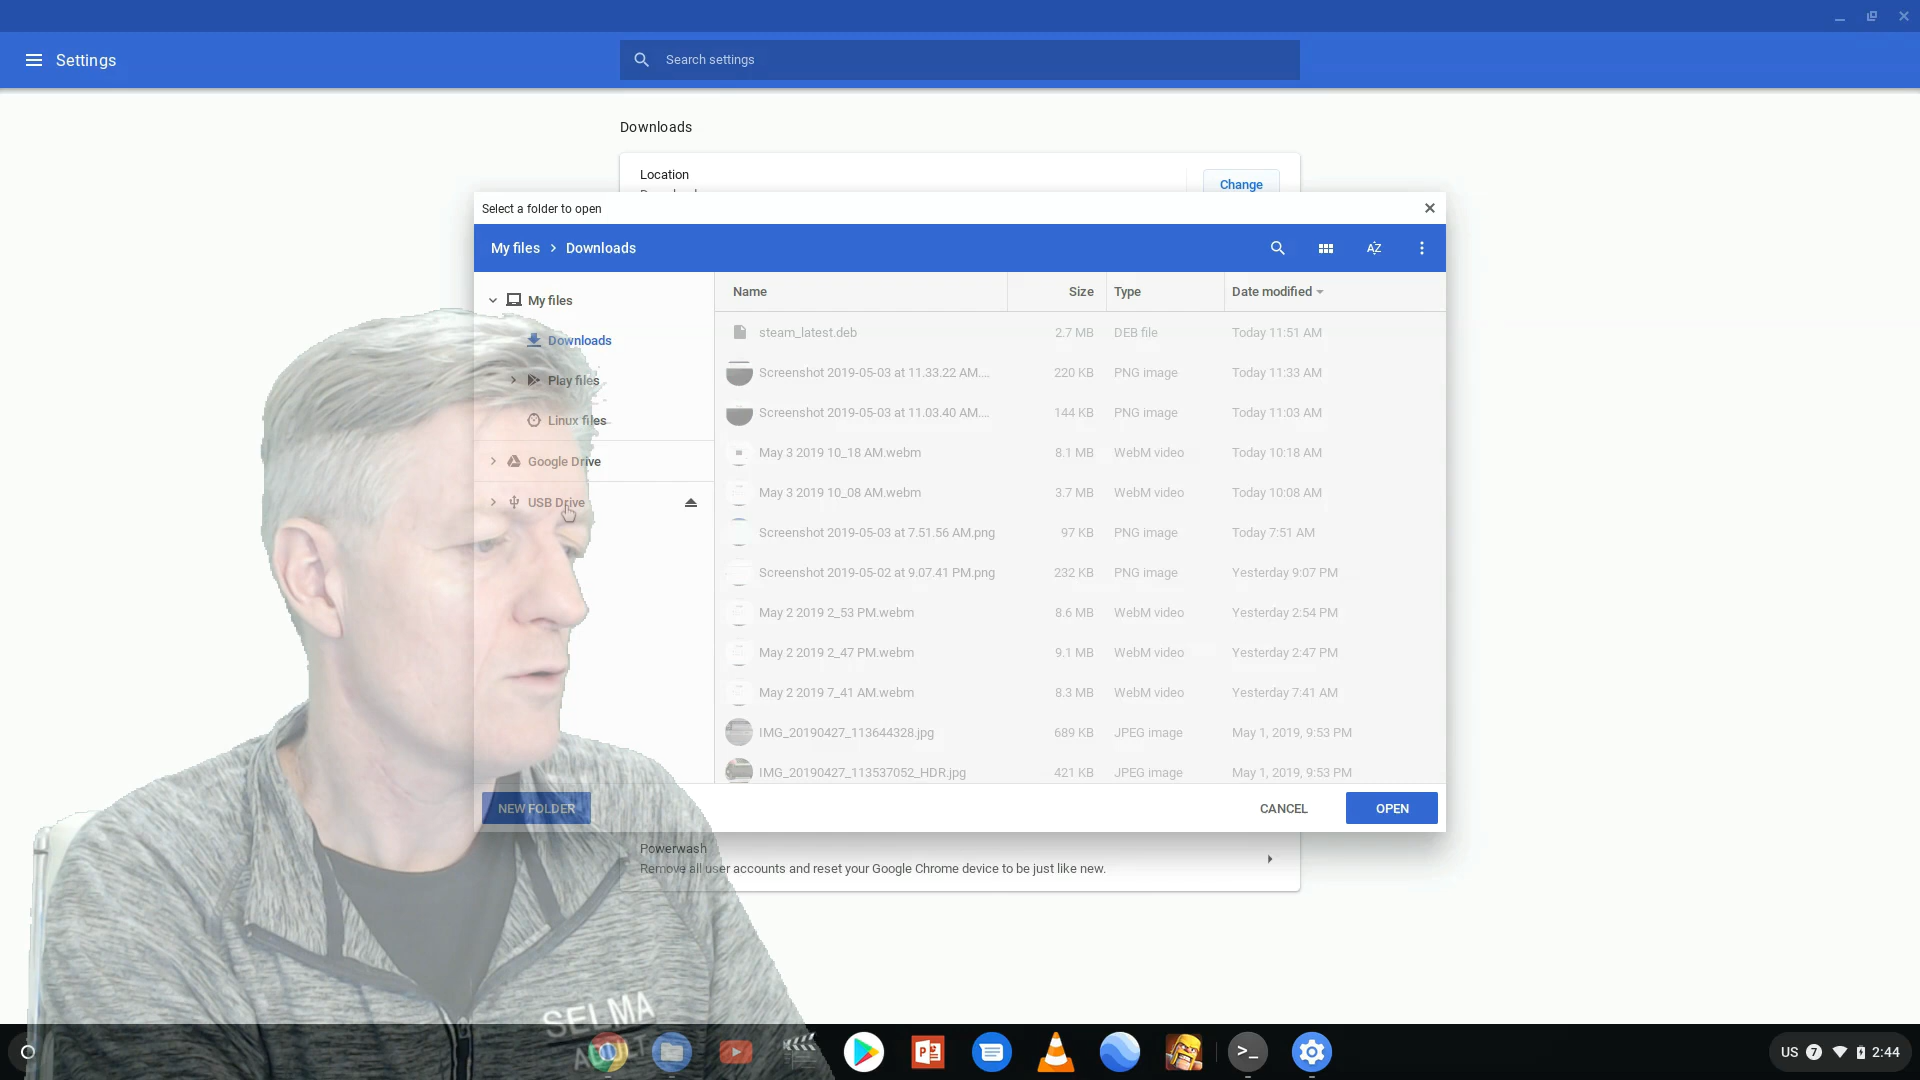 Settings
Search settings
Downloads
Location
Change
Select a folder to open
My files > Downloads
My files
Downloads
Play files
Linux files
Google Drive
USB Drive
Name Size Type Date modified
steam_latest.deb 2.7 MB DEB file Today 11:51 AM
Screenshot 2019-05-03 at 11.33.22 AM.... 220 KB PNG image Today 11:33 AM
Screenshot 2019-05-03 at 11.03.40 AM.... 144 KB PNG image Today 11:03 AM
May 3 2019 10_18 AM.webm 8.1 MB WebM video Today 10:18 AM
May 3 2019 10_08 AM.webm 3.7 MB WebM video Today 10:08 AM
Screenshot 2019-05-03 at 7.51.56 AM.png 97 KB PNG image Today 7:51 AM
Screenshot 2019-05-02 at 9.07.41 PM.png 232 KB PNG image Yesterday 9:07 PM
May 2 2019 2_53 PM.webm 8.6 MB WebM video Yesterday 2:54 PM
May 2 2019 2_47 PM.webm 9.1 MB WebM video Yesterday 2:47 PM
May 2 2019 7_41 AM.webm 8.3 MB WebM video Yesterday 7:41 AM
IMG_20190427_113644328.jpg 689 KB JPEG image May 1, 2019, 9:53 PM
IMG_20190427_113537052_HDR.jpg 421 KB JPEG image May 1, 2019, 9:53 PM
NEW FOLDER CANCEL OPEN
Powerwash
Remove all user accounts and reset your Google Chrome device to be just like new.
SELMA
US 7 2:44